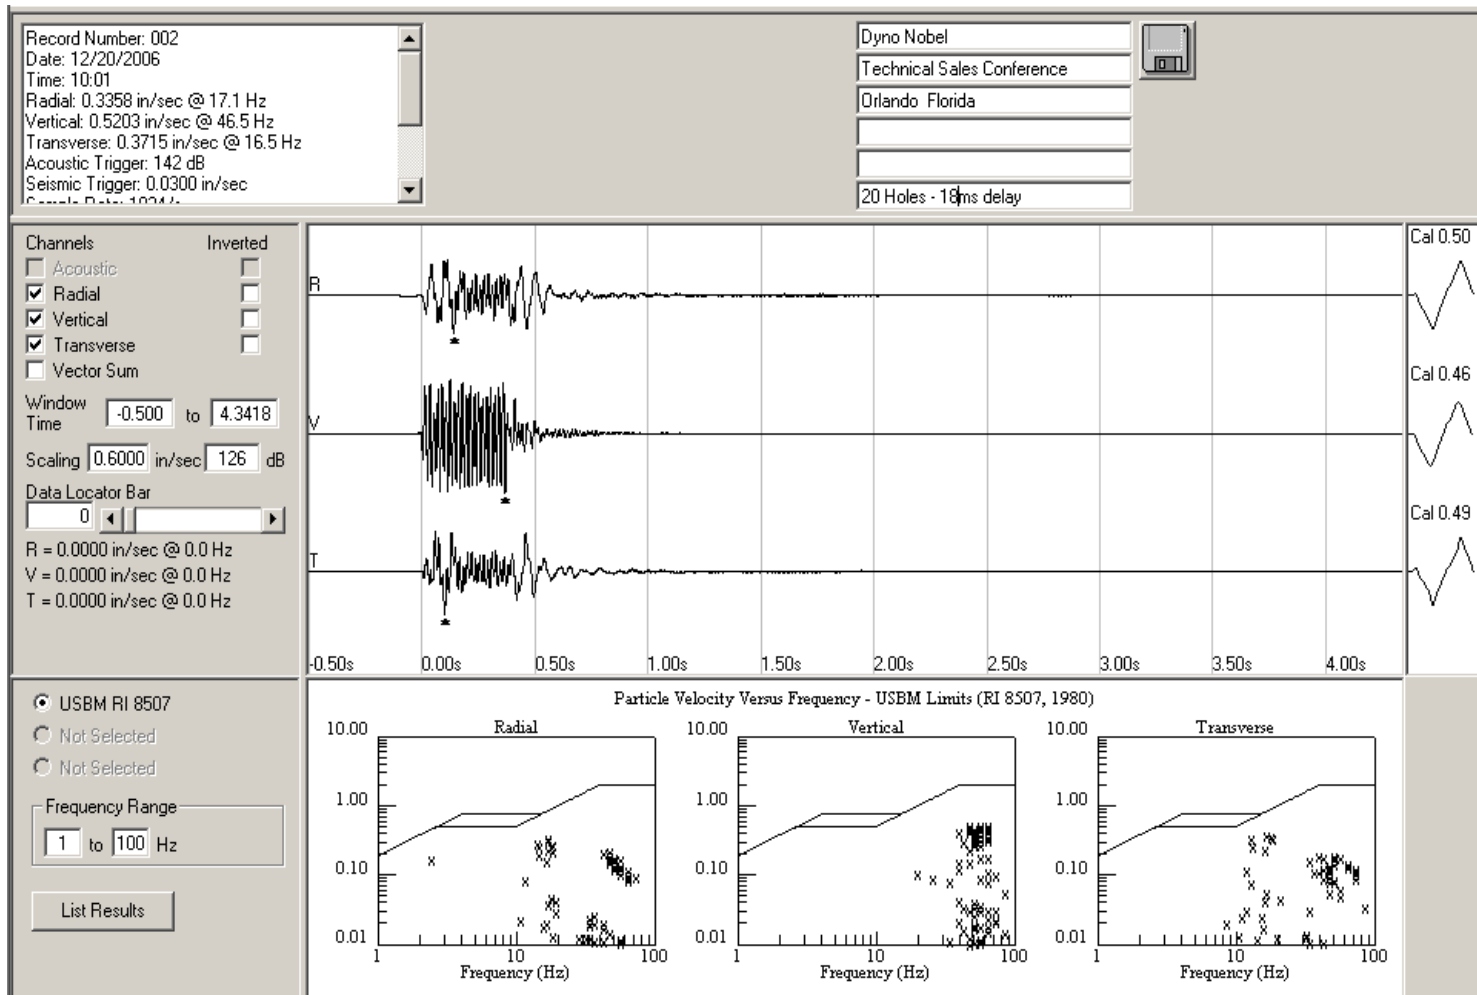 Record Number: 002
Date: 12/20/2006
Time: 10:01
Radial: 0.3358 in/sec @ 17.1 Hz
Vertical: 0.5203 in/sec @ 46.5 Hz
Transverse: 0.3715 in/sec @ 16.5 Hz
Acoustic Trigger: 142 dB
Seismic Trigger: 0.0300 in/sec
Dyno Nobel
Technical Sales Conference
Orlando Florida
20 Holes - 18ms delay
Channels Inverted
Acoustic
Radial
Vertical
Transverse
Vector Sum
Window Time -0.500 to 4.3418
Scaling 0.6000 in/sec 126 dB
Data Locator Bar
0
R = 0.0000 in/sec @ 0.0 Hz
V = 0.0000 in/sec @ 0.0 Hz
T = 0.0000 in/sec @ 0.0 Hz
R
V
T
-0.50s 0.00s 0.50s 1.00s 1.50s 2.00s 2.50s 3.00s 3.50s 4.00s
Cal 0.50
Cal 0.46
Cal 0.49
USBM RI 8507
Not Selected
Not Selected
Frequency Range
1 to 100 Hz
List Results
Particle Velocity Versus Frequency - USBM Limits (RI 8507, 1980)
Radial
10.00
1.00
0.10
0.01
1 10 100
Frequency (Hz)
Vertical
10.00
1.00
0.10
0.01
1 10 100
Frequency (Hz)
Transverse
10.00
1.00
0.10
0.01
1 10 100
Frequency (Hz)